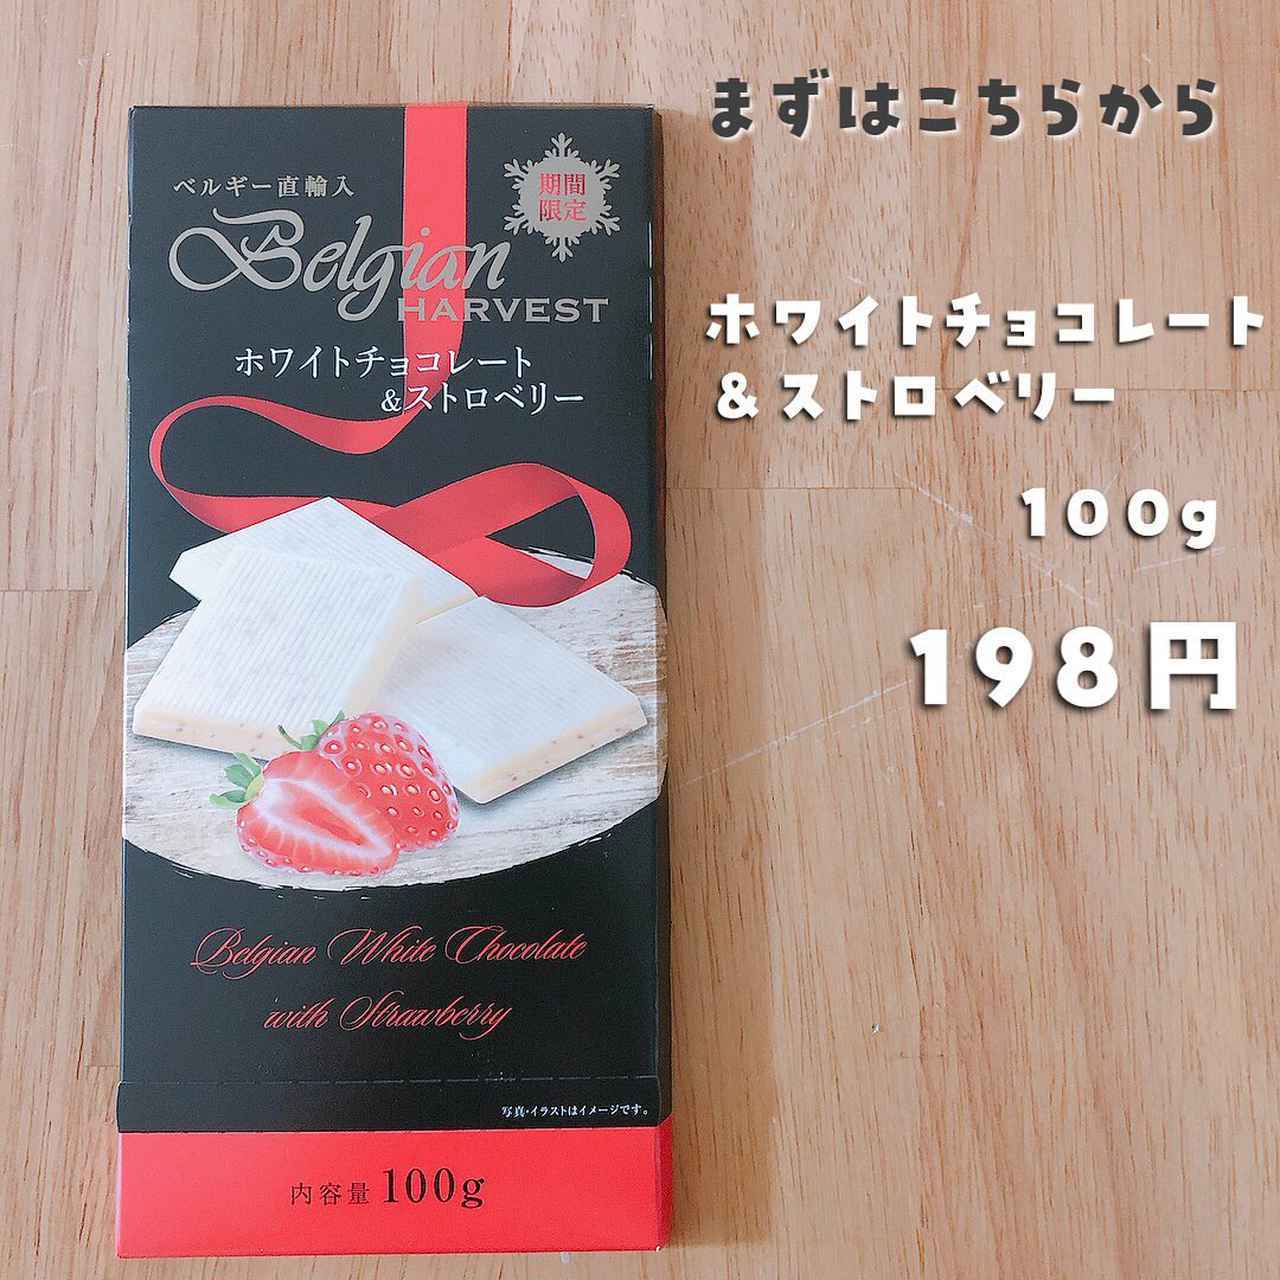 ベルギー直輸入
期間
限定
Belgian
HARVEST
ホワイトチョコレート
&ストロベリー
Belgian White Chocolate
with Strawberry
写真・イラストはイメージです。
内容量 100g
まずはこちらから
ホワイトチョコレート
&ストロベリー
100g
198円